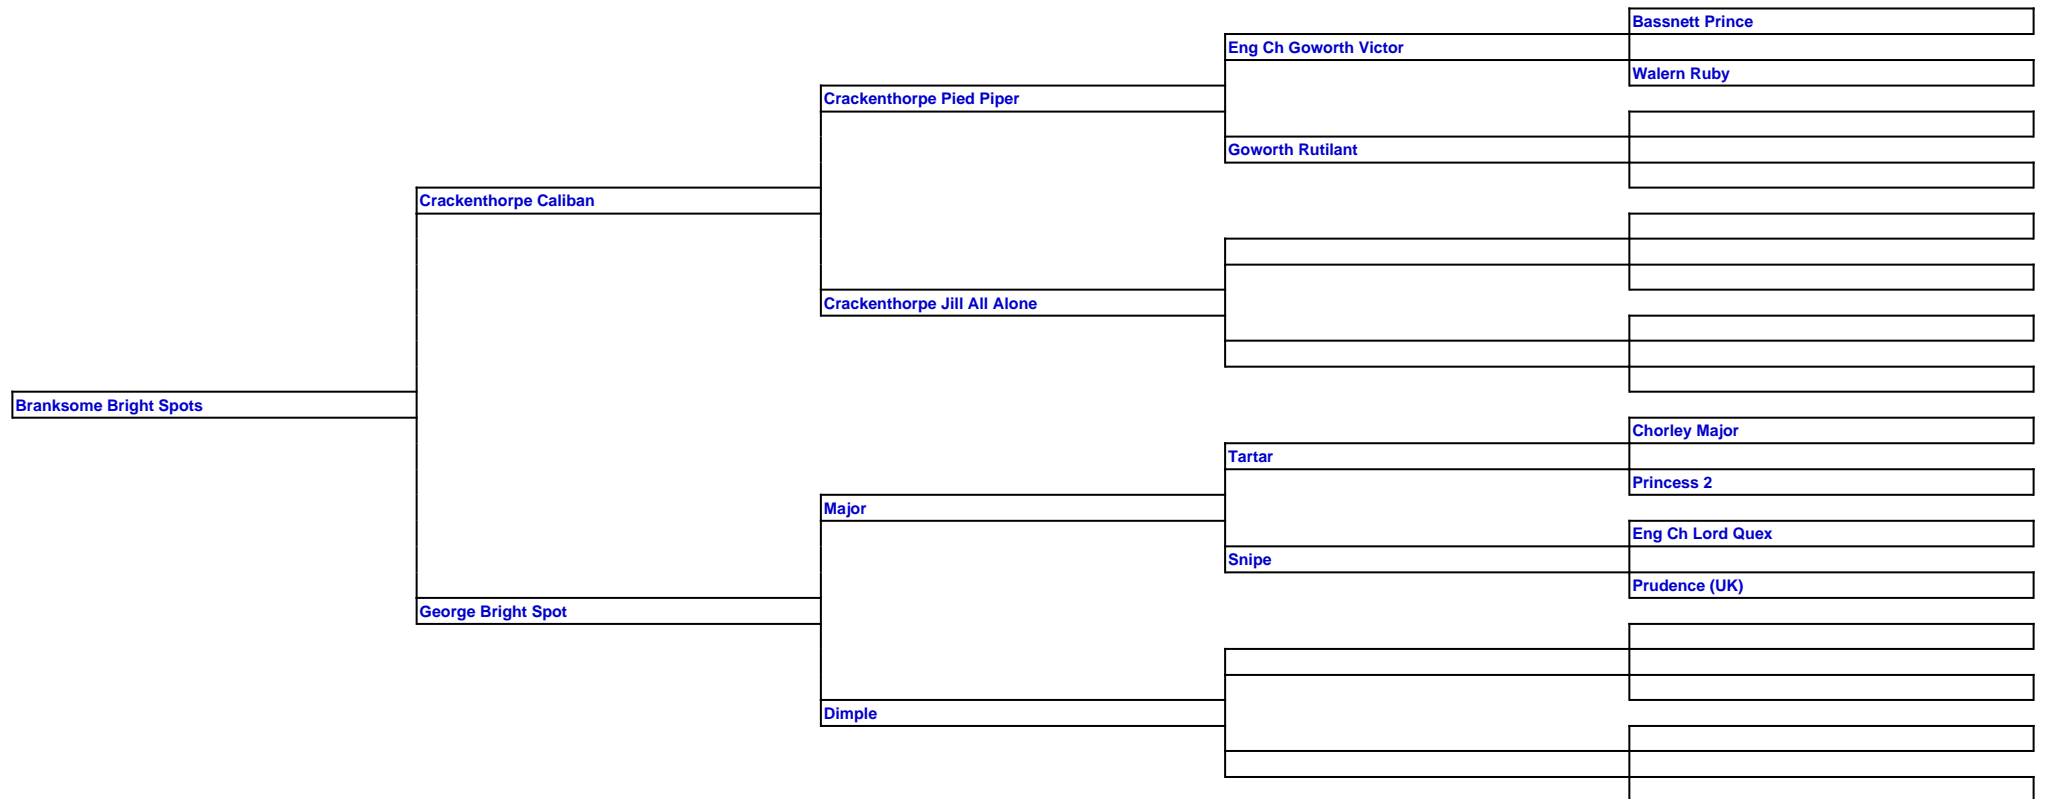 Bassnett Prince
Eng Ch Goworth Victor
Walern Ruby
Crackenthorpe Pied Piper
Goworth Rutilant
Crackenthorpe Caliban
Crackenthorpe Jill All Alone
Branksome Bright Spots
Chorley Major
Tartar
Princess 2
Major
Eng Ch Lord Quex
Snipe
Prudence (UK)
George Bright Spot
Dimple